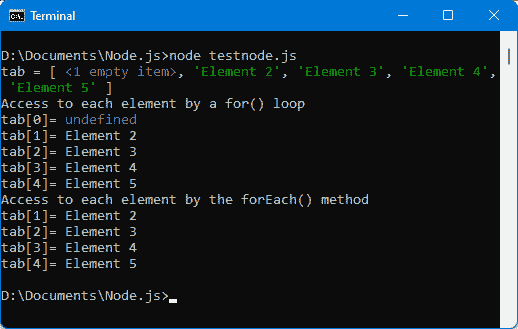 Terminal
D:\Documents\Node.js>node testnode.js
tab = [ <1 empty item>, 'Element 2', 'Element 3', 'Element 4',
 'Element 5' ]
Access to each element by a for() loop
tab[0]= undefined
tab[1]= Element 2
tab[2]= Element 3
tab[3]= Element 4
tab[4]= Element 5
Access to each element by the forEach() method
tab[1]= Element 2
tab[2]= Element 3
tab[3]= Element 4
tab[4]= Element 5
D:\Documents\Node.js>